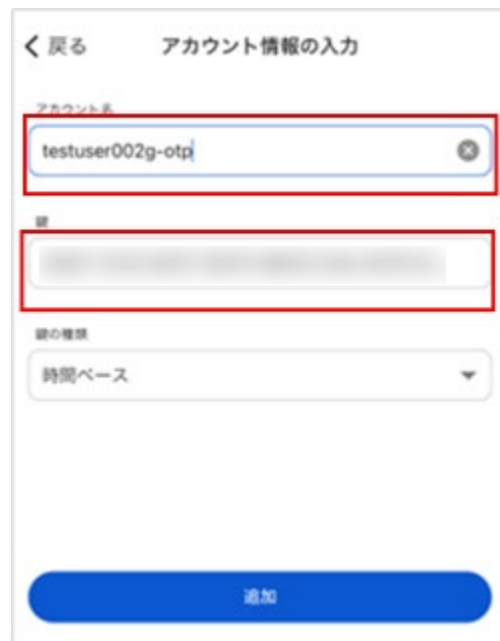 戻る アカウント情報の入力
アカウント名
testuser002g-otp
鍵
鍵の種類
時間ベース
追加